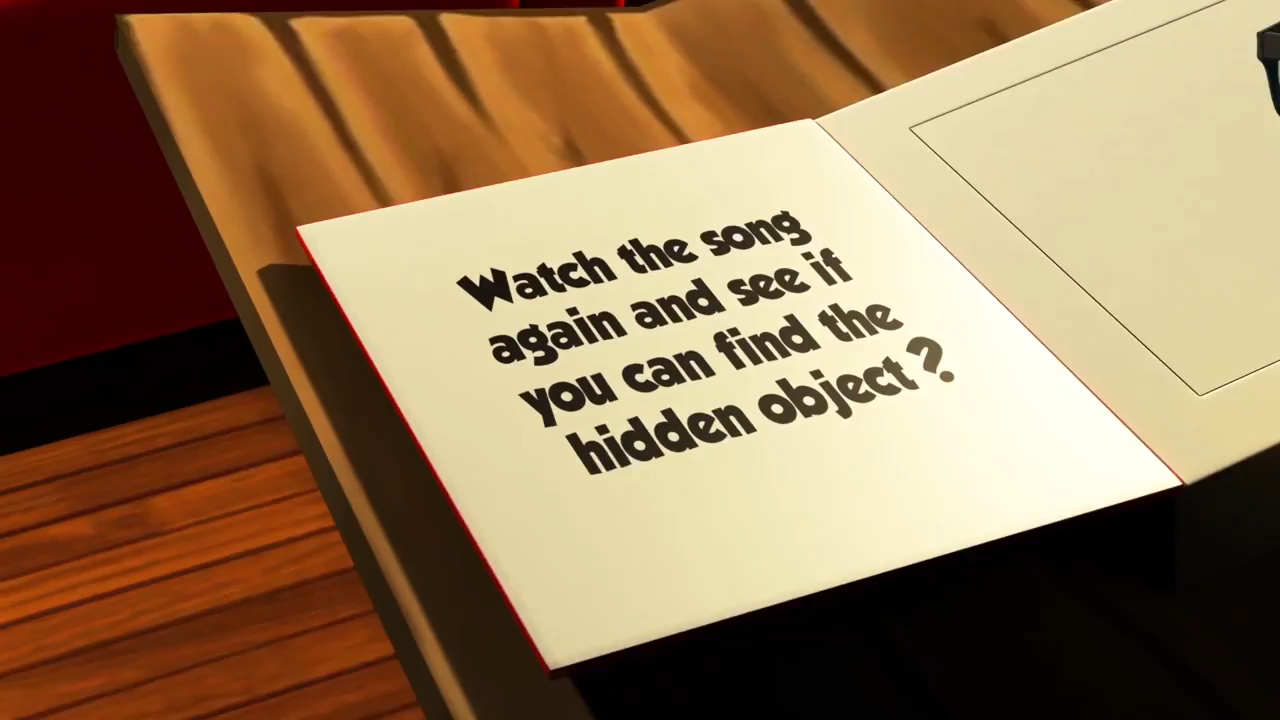 Watch the song
again and see if
you can find the
hidden object?